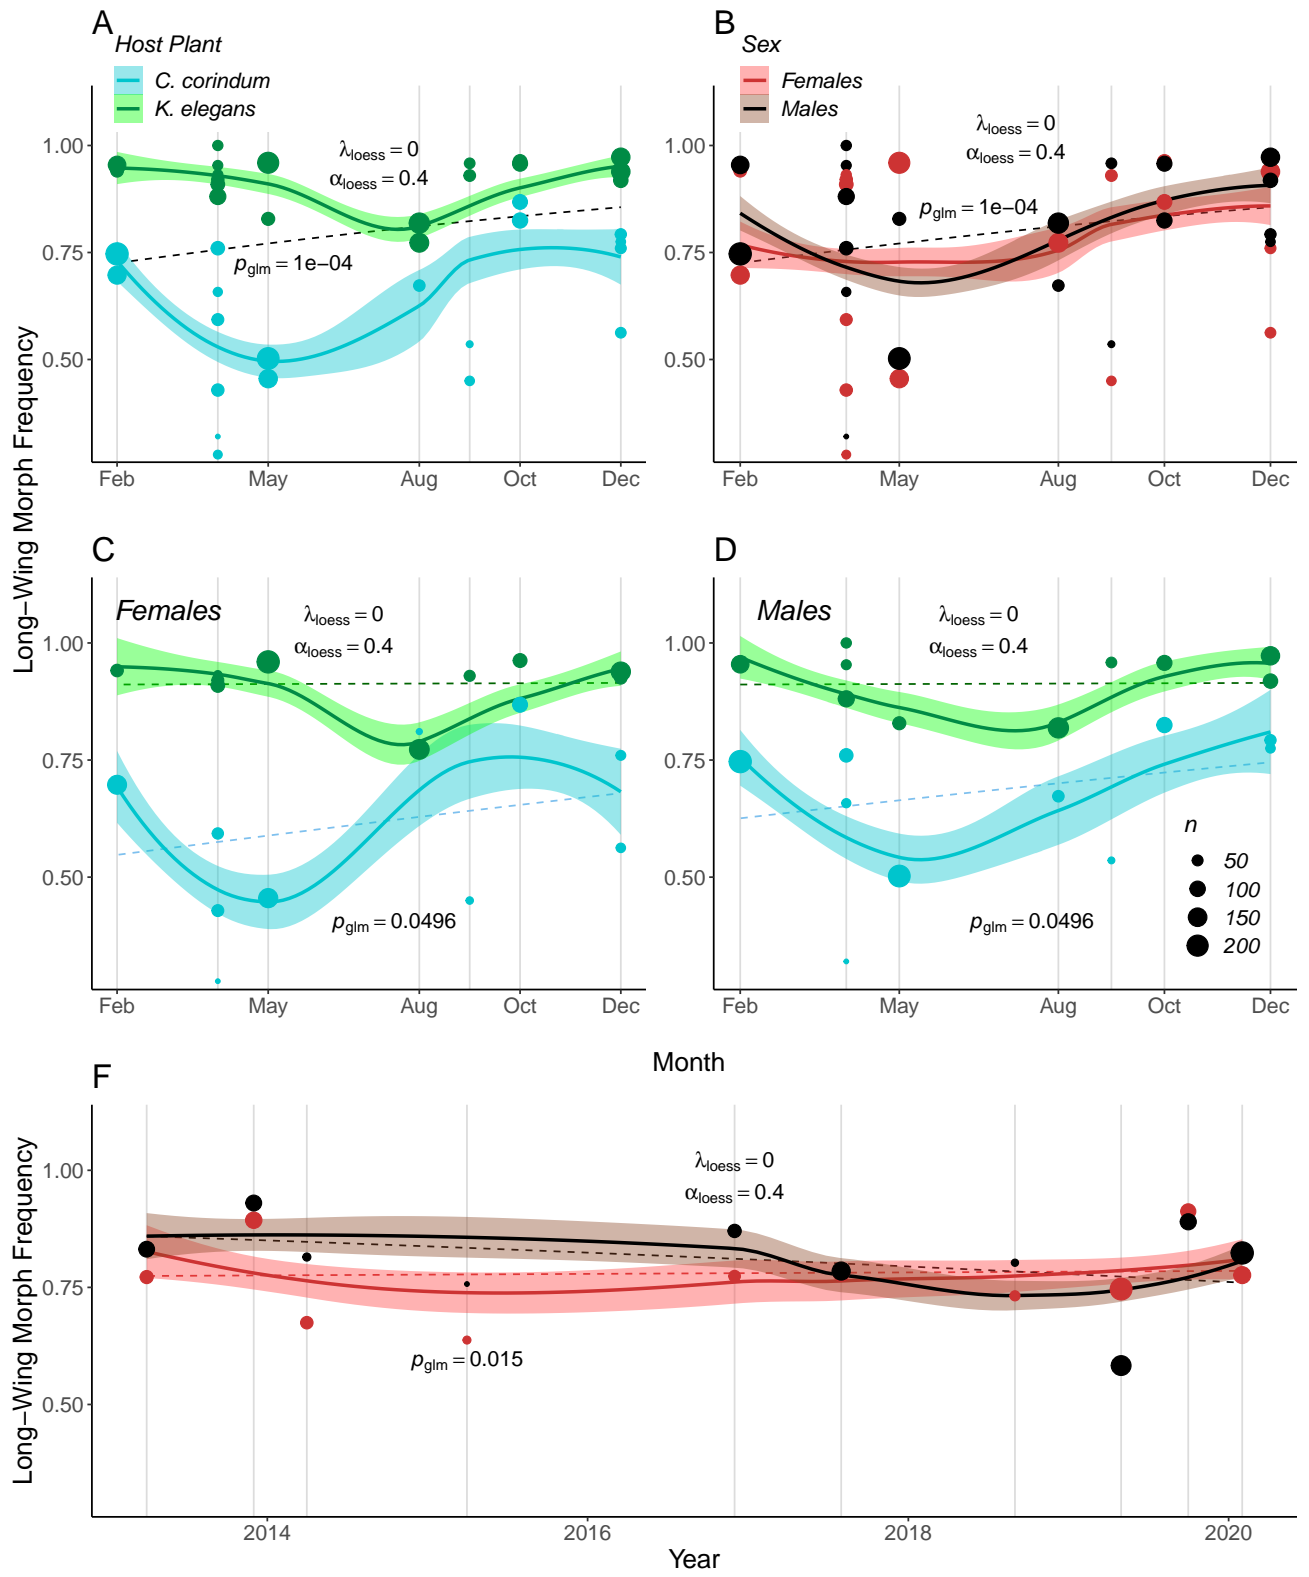 A
Host Plant
C. corindum
K. elegans
λloess = 0
αloess = 0.4
pglm = 1e−04
1.00
0.75
0.50
Feb May Aug Oct Dec
B
Sex
Females
Males
λloess = 0
αloess = 0.4
pglm = 1e−04
1.00
0.75
0.50
Feb May Aug Oct Dec
Long−Wing Morph Frequency
C
Females
λloess = 0
αloess = 0.4
1.00
0.75
0.50
pglm = 0.0496
Feb May Aug Oct Dec
D
Males
λloess = 0
αloess = 0.4
1.00
0.75
0.50
pglm = 0.0496
n
50
100
150
200
Feb May Aug Oct Dec
Month
F
Long−Wing Morph Frequency
λloess = 0
αloess = 0.4
1.00
0.75
0.50
pglm = 0.015
2014 2016 2018 2020
Year